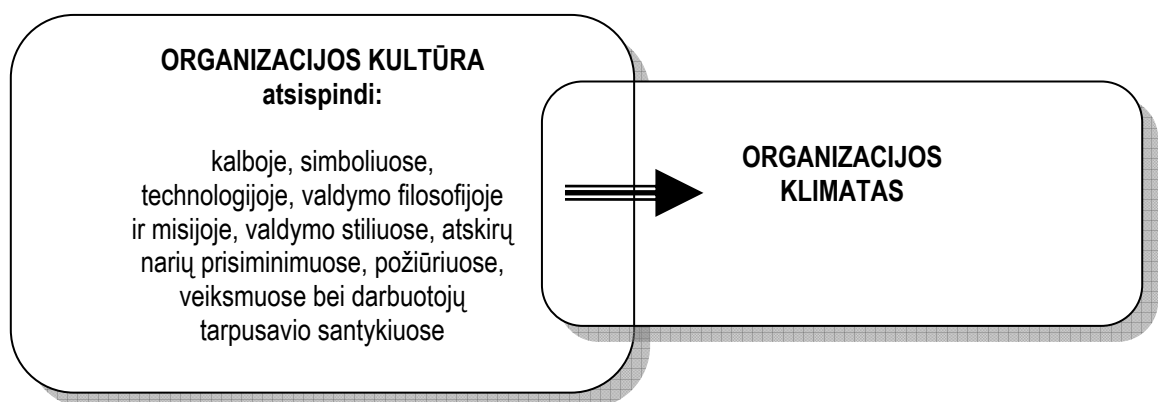 ORGANIZACIJOS KULTŪRA
atsispindi:
kalboje, simboliuose,
technologijoje, valdymo filosofijoje
ir misijoje, valdymo stiliuose, atskirų
narių prisiminimuose, požiūriuose,
veiksmuose bei darbuotojų
tarpusavio santykiuose
ORGANIZACIJOS
KLIMATAS